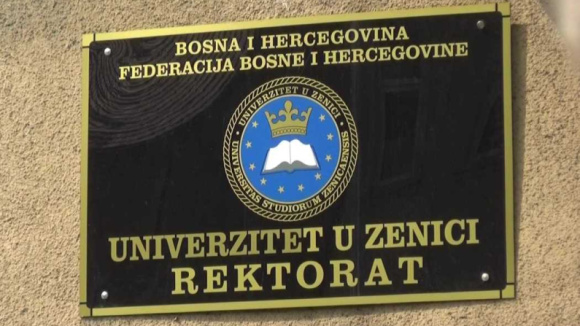 BOSNA I HERCEGOVINA
FEDERACIJA BOSNE I HERCEGOVINE
UNIVERZITET U ZENICI
UNIVERSITAS STUDIORUM ZENICAENSIS
UNIVERZITET U ZENICI
REKTORAT